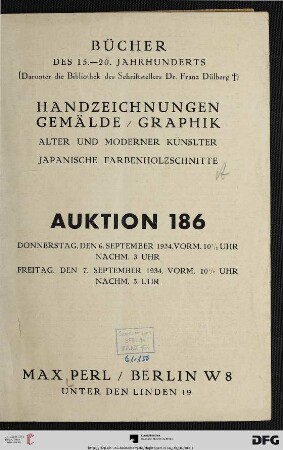 BÜCHER
DES 15.—20. JAHRHUNDERTS
(Darunter die Bibliothek des Schriftstellers Dr. Franz Dülberg †)
HANDZEICHNUNGEN
GEMÄLDE / GRAPHIK
ALTER UND MODERNER KÜNSLTER
JAPANISCHE FARBENHOLZSCHNITTE
AUKTION 186
DONNERSTAG, DEN 6. SEPTEMBER 1934, VORM. 10½ UHR
NACHM. 3 UHR
FREITAG, DEN 7. SEPTEMBER 1934, VORM. 10½ UHR
NACHM. 3 UHR
MAX PERL / BERLIN W 8
UNTER DEN LINDEN 19
DFG